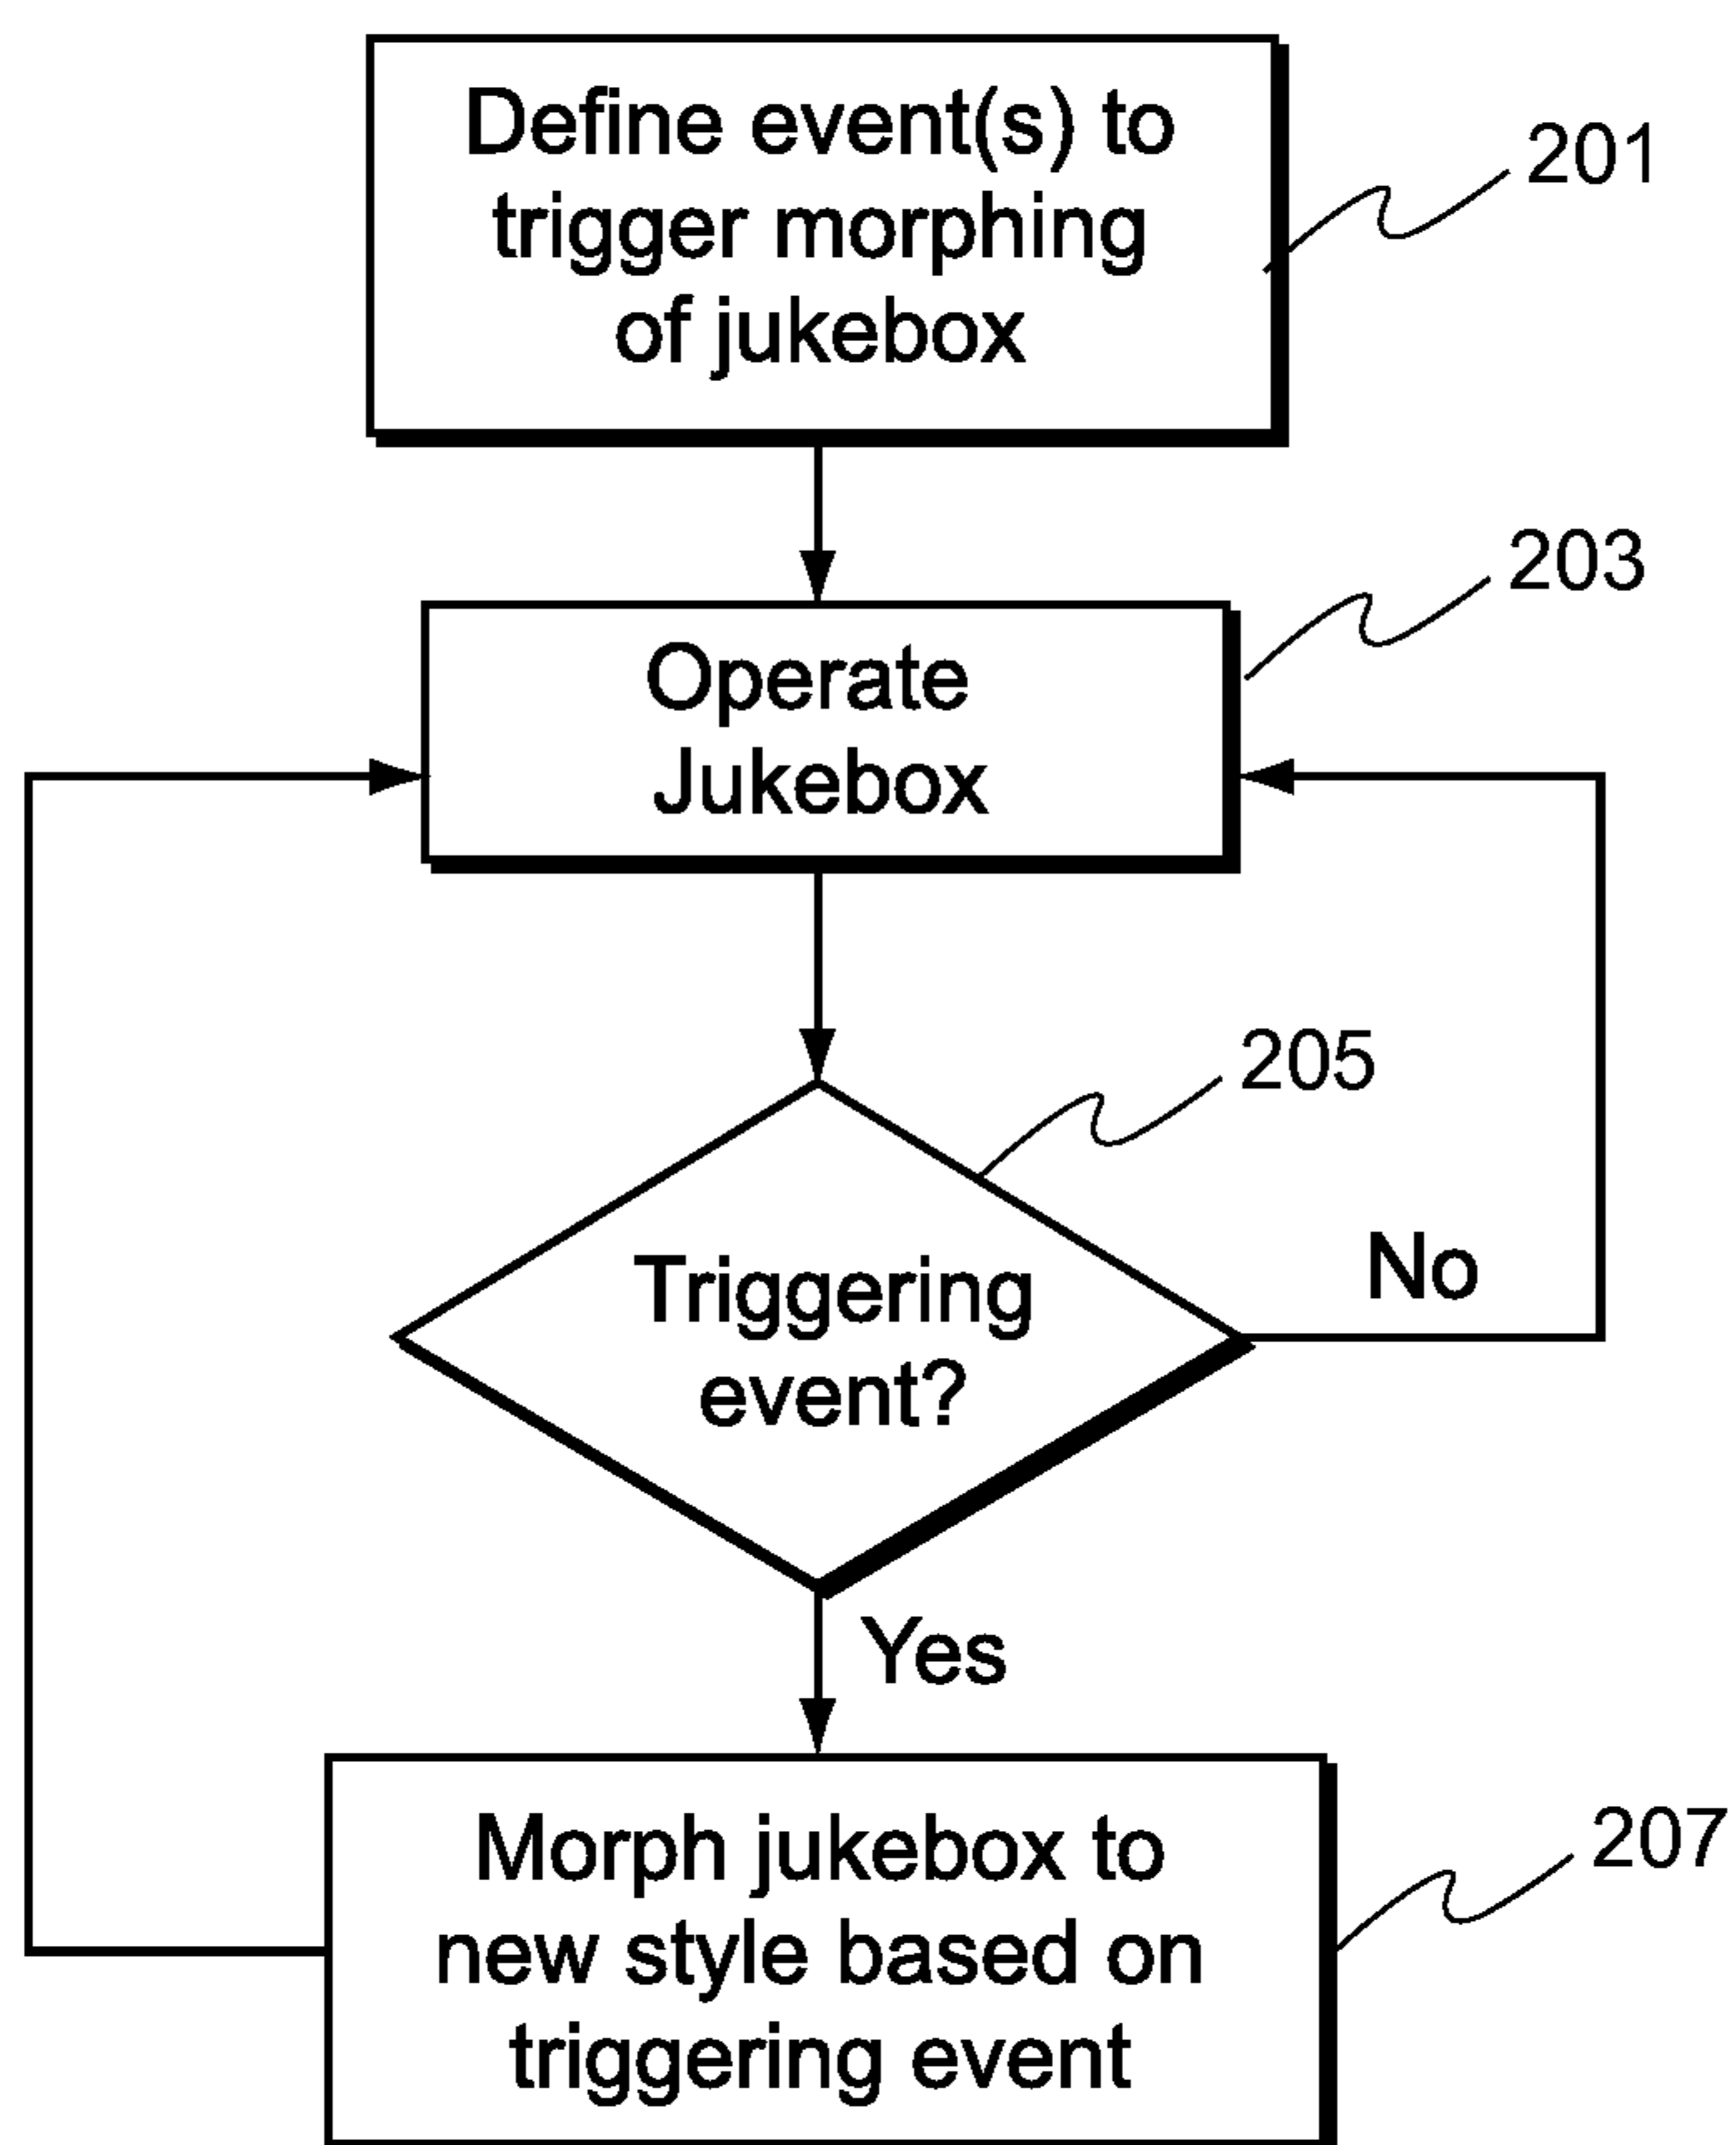 Define event(s) to
trigger morphing
of jukebox
201
Operate
Jukebox
203
Triggering
event?
205
No
Yes
Morph jukebox to
new style based on
triggering event
207